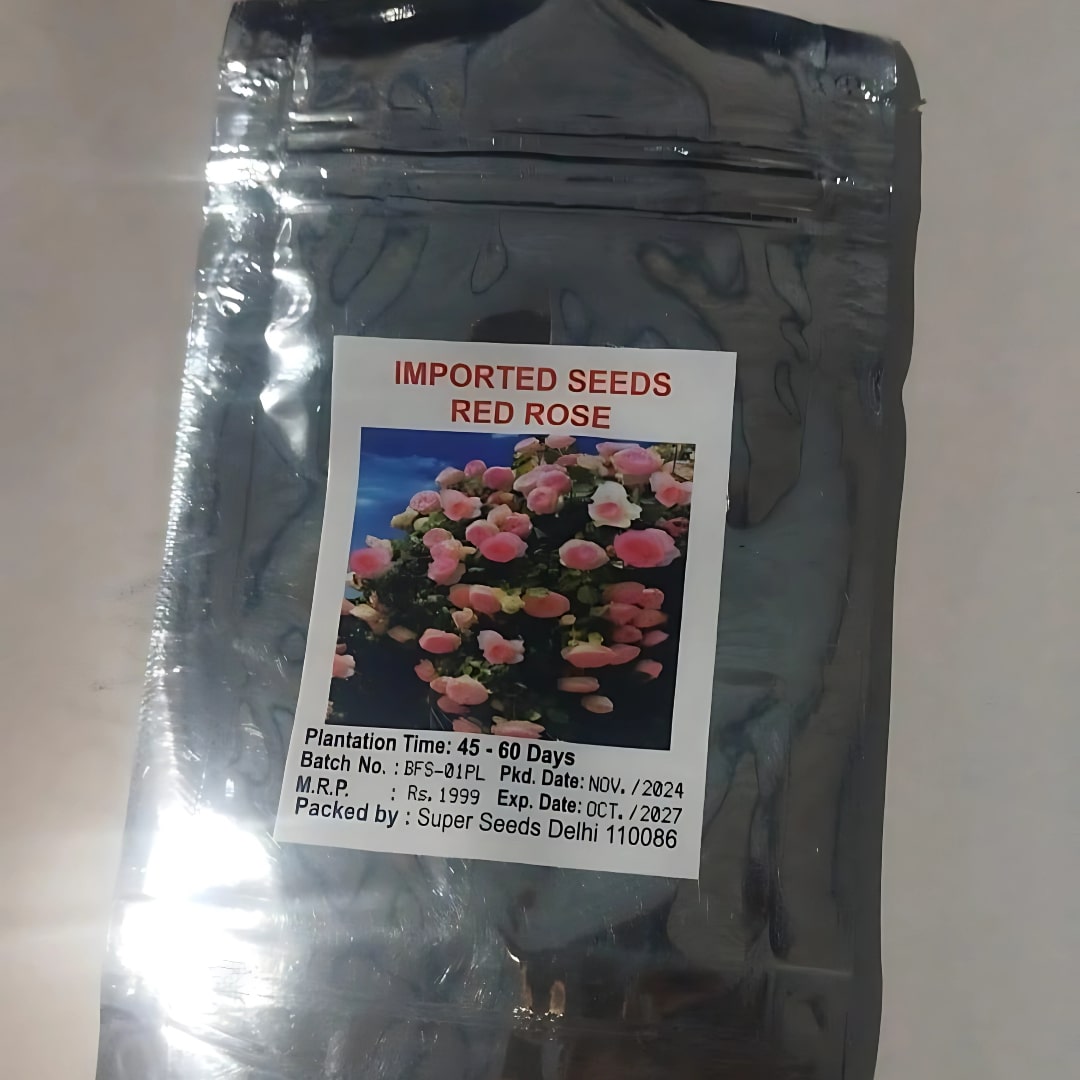 IMPORTED SEEDS
RED ROSE
Plantation Time: 45 - 60 Days
Batch No. : BFS-01PL Pkd. Date: NOV. / 2024
M.R.P. : Rs. 1999 Exp. Date: OCT. / 2027
Packed by : Super Seeds Delhi 110086